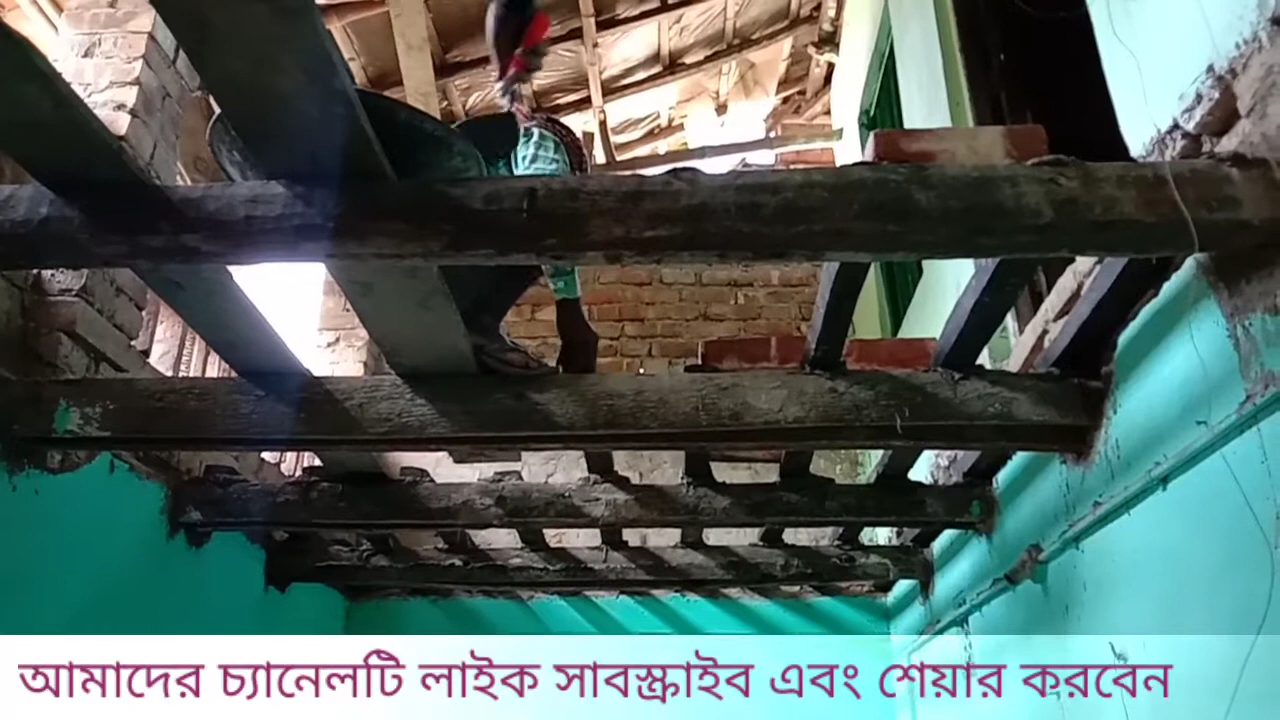 আমাদের চ্যানেলটি লাইক সাবস্ক্রাইব এবং শেয়ার করবেন